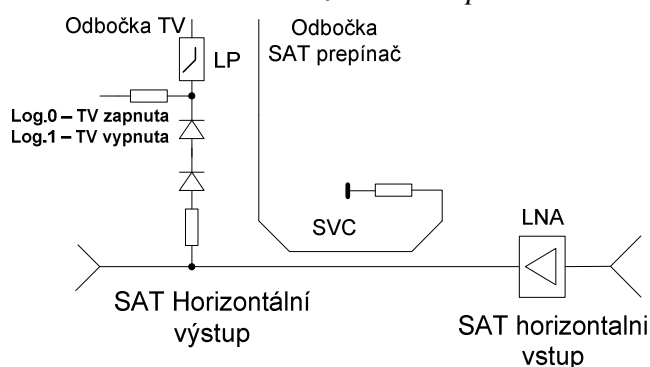 Odbočka TV
LP
Odbočka
SAT prepínač
Log.0 – TV zapnuta
Log.1 – TV vypnuta
SVC
LNA
SAT Horizontální
výstup
SAT horizontalni
vstup